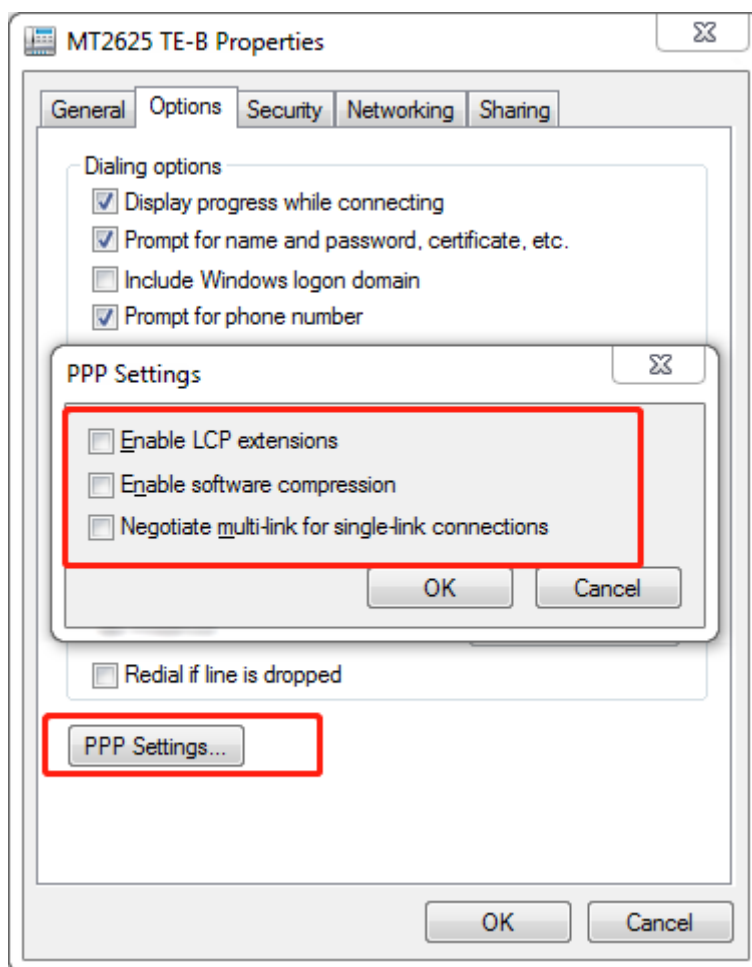 MT2625 TE-B Properties
General Options Security Networking Sharing
Dialing options
Display progress while connecting
Prompt for name and password, certificate, etc.
Include Windows logon domain
Prompt for phone number
PPP Settings
Enable LCP extensions
Enable software compression
Negotiate multi-link for single-link connections
OK Cancel
Redial if line is dropped
PPP Settings...
OK Cancel